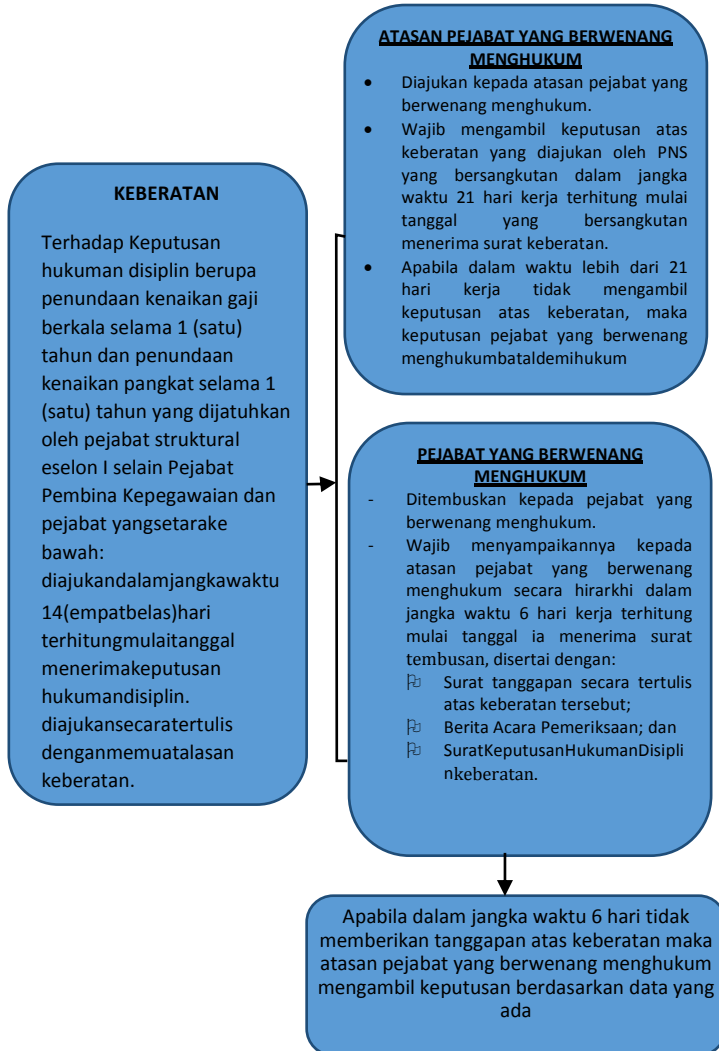 KEBERATAN
Terhadap Keputusan
hukuman disiplin berupa
penundaan kenaikan gaji
berkala selama 1 (satu)
tahun dan penundaan
kenaikan pangkat selama 1
(satu) tahun yang dijatuhkan
oleh pejabat struktural
eselon I selain Pejabat
Pembina Kepegawaian dan
pejabat yangsetarake
bawah:
diajukandalamjangkawaktu
14(empatbelas)hari
terhitungmulaitanggal
menerimakeputusan
hukumandisiplin.
diajukansecaratertulis
denganmemuatalasan
keberatan.
ATASAN PEJABAT YANG BERWENANG
MENGHUKUM
• Diajukan kepada atasan pejabat yang
berwenang menghukum.
• Wajib mengambil keputusan atas
keberatan yang diajukan oleh PNS
yang bersangkutan dalam jangka
waktu 21 hari kerja terhitung mulai
tanggal yang bersangkutan
menerima surat keberatan.
• Apabila dalam waktu lebih dari 21
hari kerja tidak mengambil
keputusan atas keberatan, maka
keputusan pejabat yang berwenang
menghukumbataldemihukum
PEJABAT YANG BERWENANG
MENGHUKUM
- Ditembuskan kepada pejabat yang
berwenang menghukum.
- Wajib menyampaikannya kepada
atasan pejabat yang berwenang
menghukum secara hirarkhi dalam
jangka waktu 6 hari kerja terhitung
mulai tanggal ia menerima surat
tembusan, disertai dengan:
Surat tanggapan secara tertulis
atas keberatan tersebut;
Berita Acara Pemeriksaan; dan
SuratKeputusanHukumanDisipli
nkeberatan.
Apabila dalam jangka waktu 6 hari tidak
memberikan tanggapan atas keberatan maka
atasan pejabat yang berwenang menghukum
mengambil keputusan berdasarkan data yang
ada